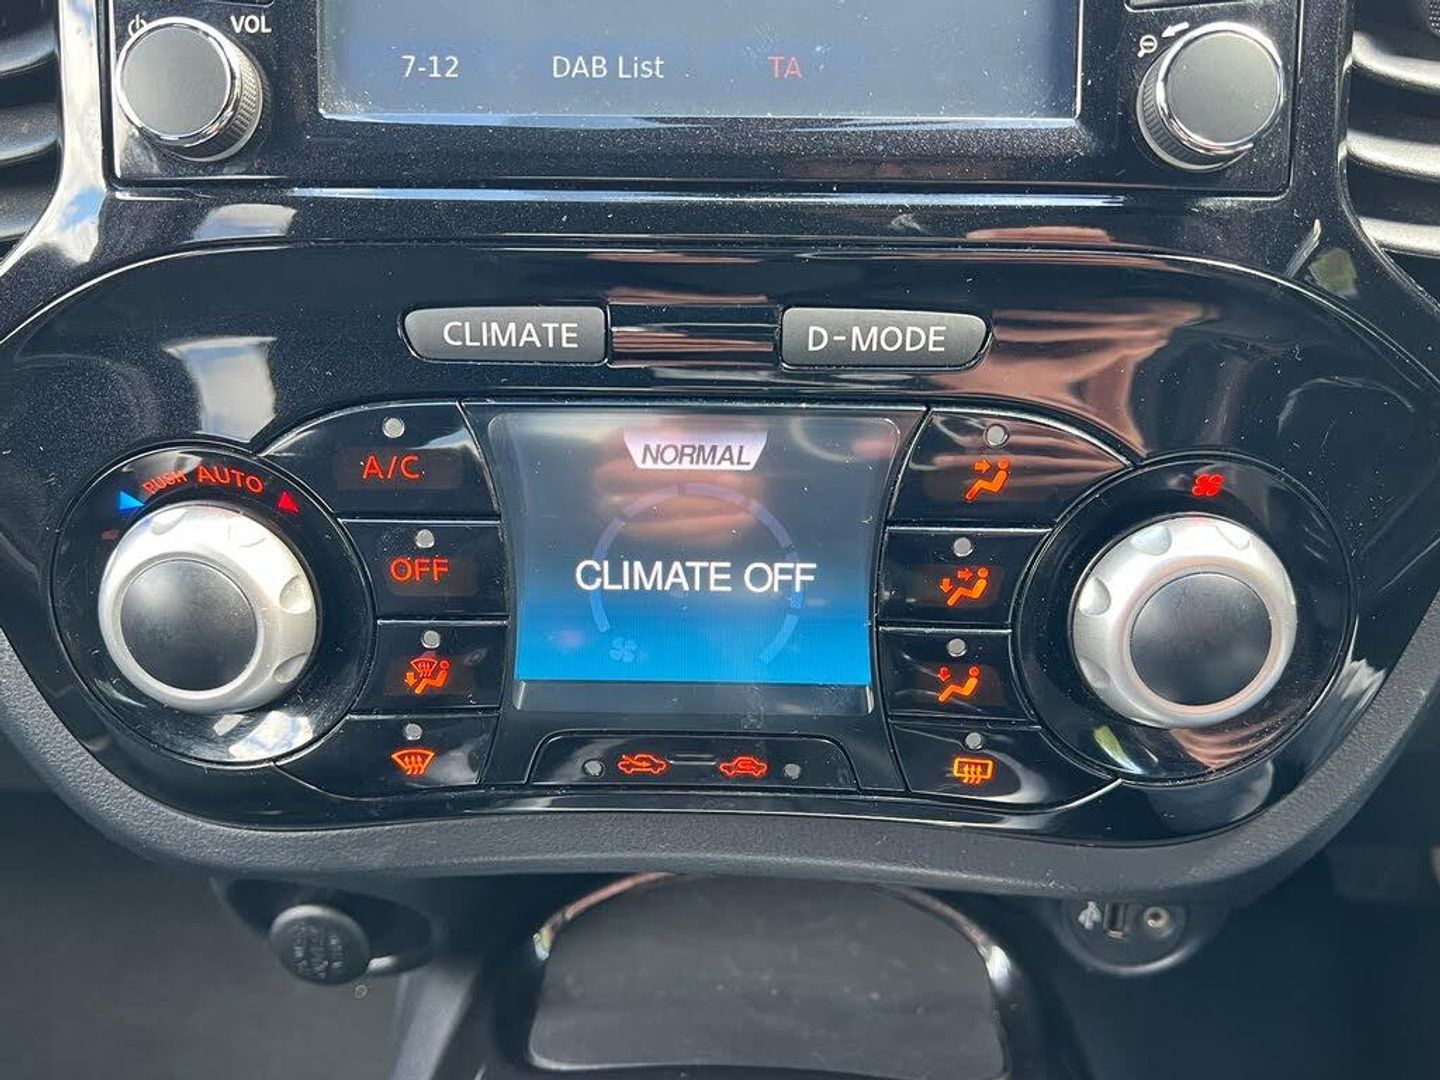 VOL
7-12 DAB List TA
CLIMATE
D-MODE
PUSH AUTO
A/C
OFF
NORMAL
CLIMATE OFF